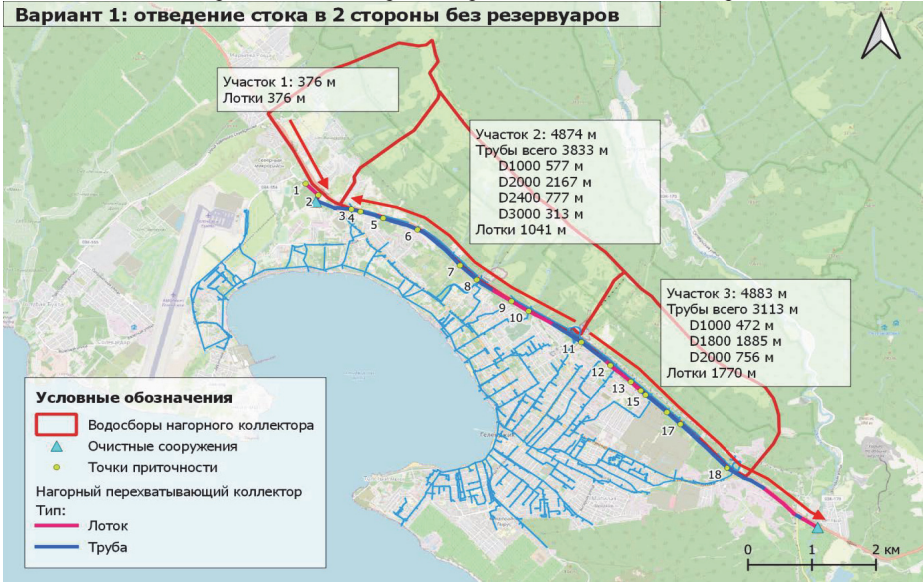 Вариант 1: отведение стока в 2 стороны без резервуаров
Участок 1: 376 м
Лотки 376 м
Участок 2: 4874 м
Трубы всего 3833 м
D1000 577 м
D2000 2167 м
D2400 777 м
D3000 313 м
Лотки 1041 м
Участок 3: 4883 м
Трубы всего 3113 м
D1000 472 м
D1800 1885 м
D2000 756 м
Лотки 1770 м
1
2
3
4
5
6
7
8
9
10
11
12
13
15
17
18
Условные обозначения
Водосборы нагорного коллектора
Очистные сооружения
Точки приточности
Нагорный перехватывающий коллектор
Тип:
Лоток
Труба
0 1 2 км